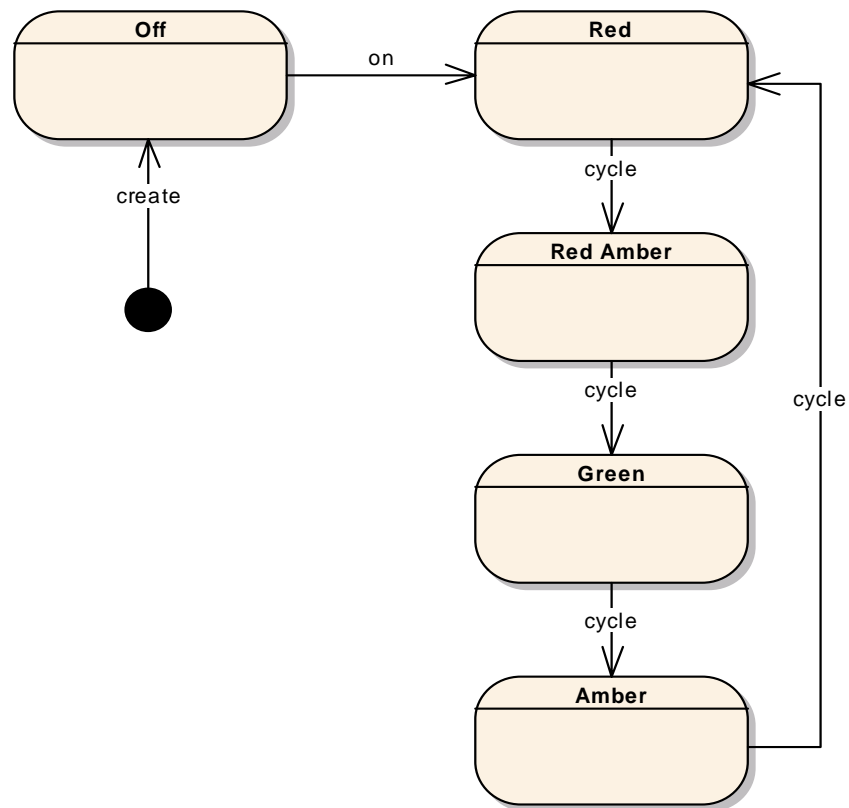 Off
Red
on
create
cycle
Red Amber
cycle
cycle
Green
cycle
Amber